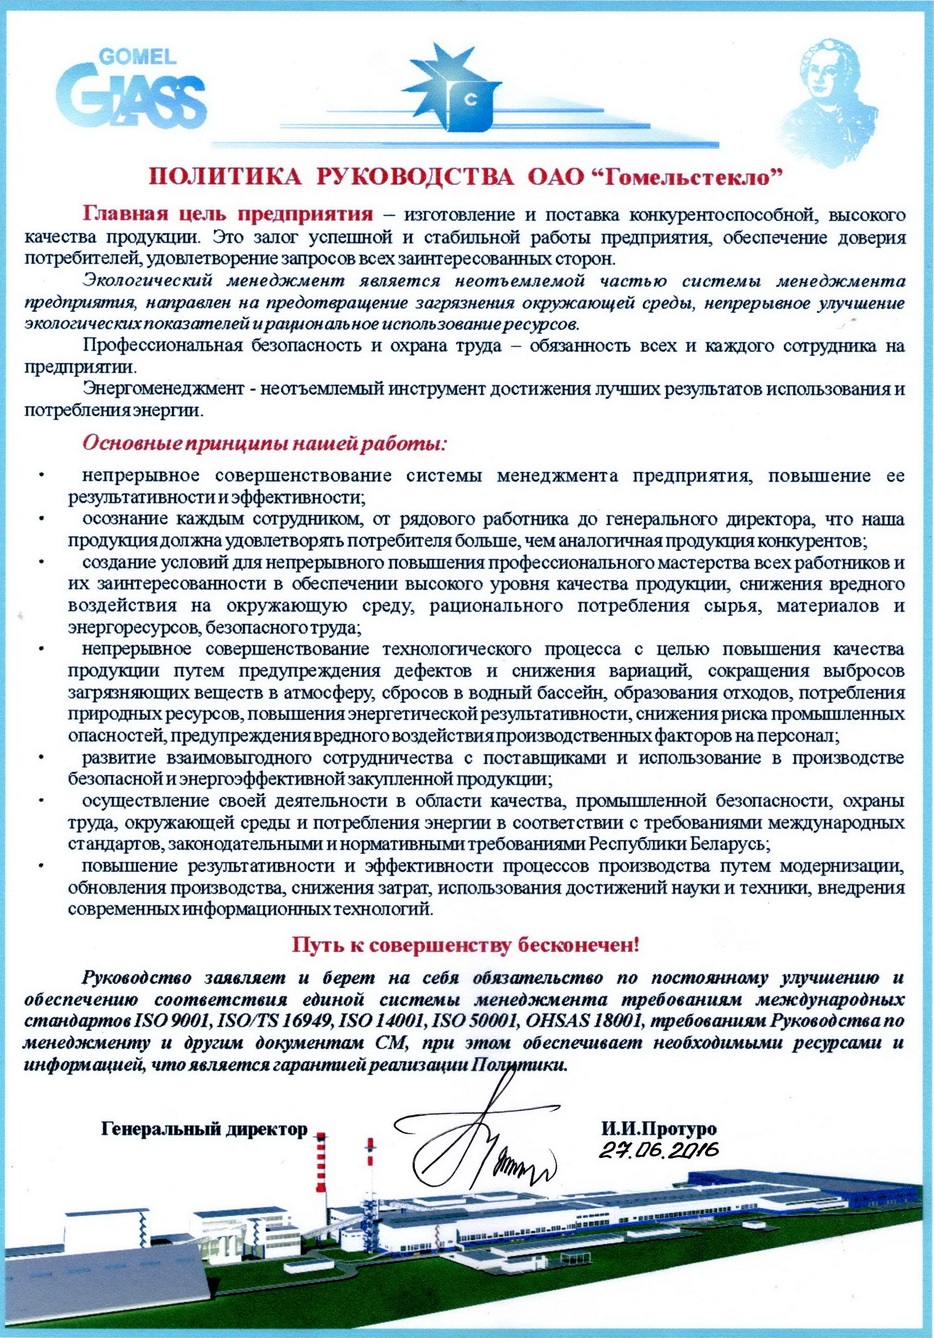 GOMEL
GLASS
С
ПОЛИТИКА РУКОВОДСТВА ОАО “Гомельстекло”
Главная цель предприятия – изготовление и поставка конкурентоспособной, высокого
качества продукции. Это залог успешной и стабильной работы предприятия, обеспечение доверия
потребителей, удовлетворение запросов всех заинтересованных сторон.
Экологический менеджмент является неотъемлемой частью системы менеджмента
предприятия, направлен на предотвращение загрязнения окружающей среды, непрерывное улучшение
экологических показателей и рациональное использование ресурсов.
Профессиональная безопасность и охрана труда – обязанность всех и каждого сотрудника на
предприятии.
Энергоменеджмент - неотъемлемый инструмент достижения лучших результатов использования и
потребления энергии.
Основные принципы нашей работы:
• непрерывное совершенствование системы менеджмента предприятия, повышение ее
результативности и эффективности;
• осознание каждым сотрудником, от рядового работника до генерального директора, что наша
продукция должна удовлетворять потребителя больше, чем аналогичная продукция конкурентов;
• создание условий для непрерывного повышения профессионального мастерства всех работников и
их заинтересованности в обеспечении высокого уровня качества продукции, снижения вредного
воздействия на окружающую среду, рационального потребления сырья, материалов и
энергоресурсов, безопасного труда;
• непрерывное совершенствование технологического процесса с целью повышения качества
продукции путем предупреждения дефектов и снижения вариаций, сокращения выбросов
загрязняющих веществ в атмосферу, сбросов в водный бассейн, образования отходов, потребления
природных ресурсов, повышения энергетической результативности, снижения риска промышленных
опасностей, предупреждения вредного воздействия производственных факторов на персонал;
• развитие взаимовыгодного сотрудничества с поставщиками и использование в производстве
безопасной и энергоэффективной закупленной продукции;
• осуществление своей деятельности в области качества, промышленной безопасности, охраны
труда, окружающей среды и потребления энергии в соответствии с требованиями международных
стандартов, законодательными и нормативными требованиями Республики Беларусь;
• повышение результативности и эффективности процессов производства путем модернизации,
обновления производства, снижения затрат, использования достижений науки и техники, внедрения
современных информационных технологий.
Путь к совершенству бесконечен!
Руководство заявляет и берет на себя обязательство по постоянному улучшению и
обеспечению соответствия единой системы менеджмента требованиям международных
стандартов ISO 9001, ISO/TS 16949, ISO 14001, ISO 50001, OHSAS 18001, требованиям Руководства по
менеджменту и другим документам СМ, при этом обеспечивает необходимыми ресурсами и
информацией, что является гарантией реализации Политики.
Генеральный директор И.И.Протуро
27.06.2016